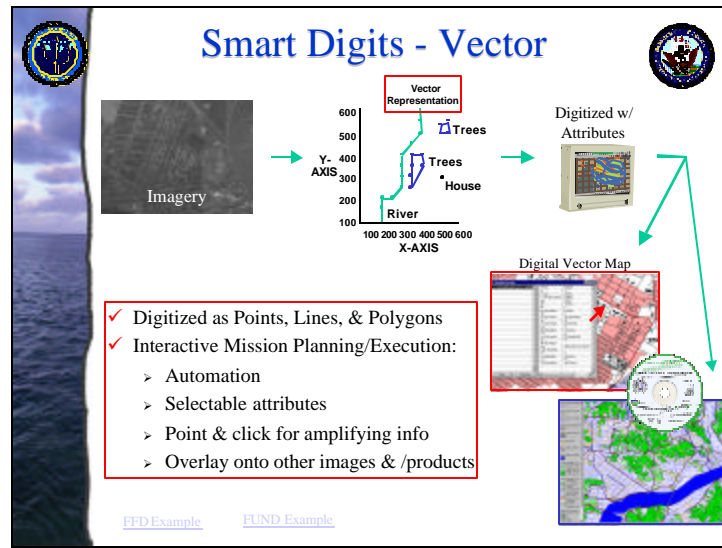 Smart Digits - Vector
Imagery
Vector
Representation
600
500
400
300
200
100
Y-
AXIS
Trees
Trees
House
River
100 200 300 400 500 600
X-AXIS
Digitized w/
Attributes
Digital Vector Map
Digitized as Points, Lines, & Polygons
Interactive Mission Planning/Execution:
Automation
Selectable attributes
Point & click for amplifying info
Overlay onto other images & /products
FFD Example
FUND Example